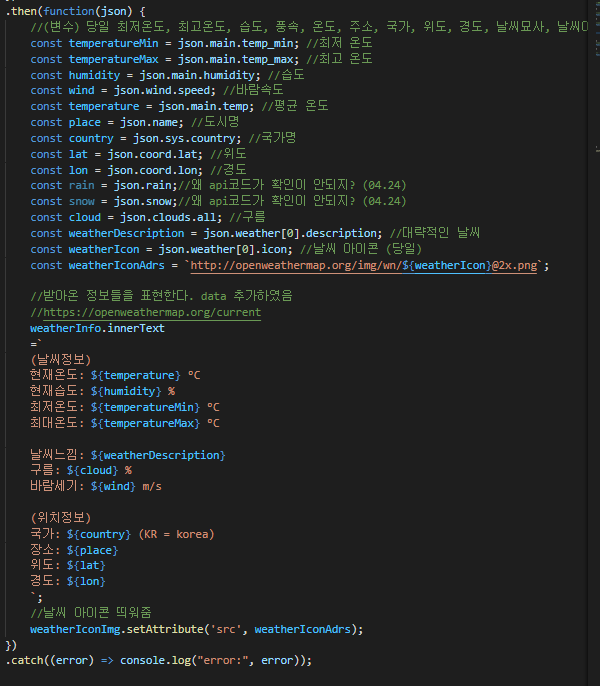 .then(function(json) {
//(변수) 당일 최저온도, 최고온도, 습도, 풍속, 온도, 주소, 국가, 위도, 경도, 날씨묘사,
const temperatureMin = json.main.temp_min; //최저 온도
const temperatureMax = json.main.temp_max; //최고 온도
const humidity = json.main.humidity; //습도
const wind = json.wind.speed; //바람속도
const temperature = json.main.temp; //평균 온도
const place = json.name; //도시명
const country = json.sys.country; //국가명
const lat = json.coord.lat; //위도
const lon = json.coord.lon; //경도
const rain = json.rain;//왜 api코드가 확인이 안되지? (04.24)
const snow = json.snow;//왜 api코드가 확인이 안되지? (04.24)
const cloud = json.clouds.all; //구름
const weatherDescription = json.weather[0].description; //대략적인 날씨
const weatherIcon = json.weather[0].icon; //날씨 아이콘 (당일)
const weatherIconAdrs = `http://openweathermap.org/img/wn/${weatherIcon}@2x.png`;
//받아온 정보들을 표현한다. data 추가하였음
//https://openweathermap.org/current
weatherInfo.innerText
=`
(날씨정보)
현재온도: ${temperature} ºC
현재습도: ${humidity} %
최저온도: ${temperatureMin} ºC
최대온도: ${temperatureMax} ºC
날씨느낌: ${weatherDescription}
구름: ${cloud} %
바람세기: ${wind} m/s
(위치정보)
국가: ${country} (KR = korea)
장소: ${place}
위도: ${lat}
경도: ${lon}
`;
//날씨 아이콘 띄워줌
weatherIconImg.setAttribute('src', weatherIconAdrs);
})
.catch((error) => console.log("error:", error));